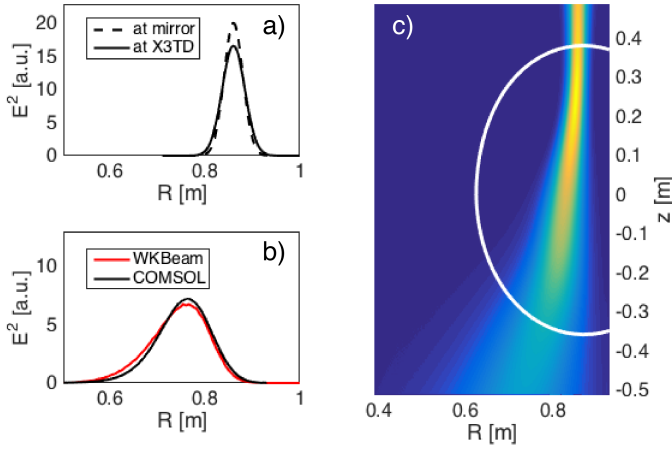 a)
at mirror
at X3TD
E² [a.u.]
20
15
10
5
0
0.6
0.8
1
R [m]
b)
WKBeam
COMSOL
E² [a.u.]
10
5
0
0.6
0.8
1
R [m]
c)
0.4
0.3
0.2
0.1
0
-0.1
-0.2
-0.3
-0.4
-0.5
z [m]
0.4
0.6
0.8
R [m]